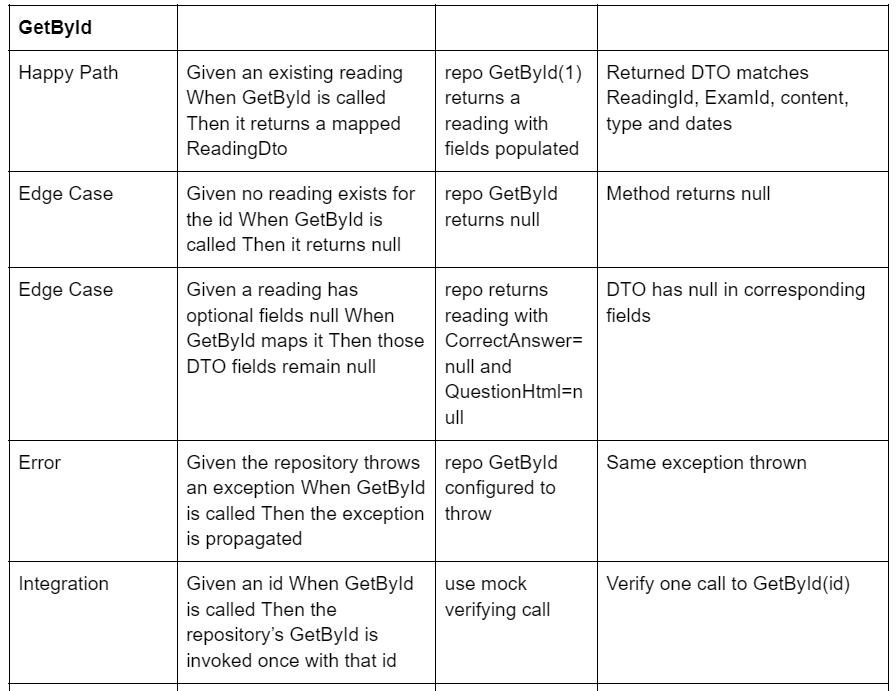 GetById
Happy Path
Given an existing reading
When GetById is called
Then it returns a mapped
ReadingDto
repo GetById(1)
returns a
reading with
fields populated
Returned DTO matches
ReadingId, ExamId, content,
type and dates
Edge Case
Given no reading exists for
the id When GetById is
called Then it returns null
repo GetById
returns null
Method returns null
Edge Case
Given a reading has
optional fields null When
GetById maps it Then those
DTO fields remain null
repo returns
reading with
CorrectAnswer=
null and
QuestionHtml=n
ull
DTO has null in corresponding
fields
Error
Given the repository throws
an exception When GetById
is called Then the exception
is propagated
repo GetById
configured to
throw
Same exception thrown
Integration
Given an id When GetById
is called Then the
repository’s GetById is
invoked once with that id
use mock
verifying call
Verify one call to GetById(id)